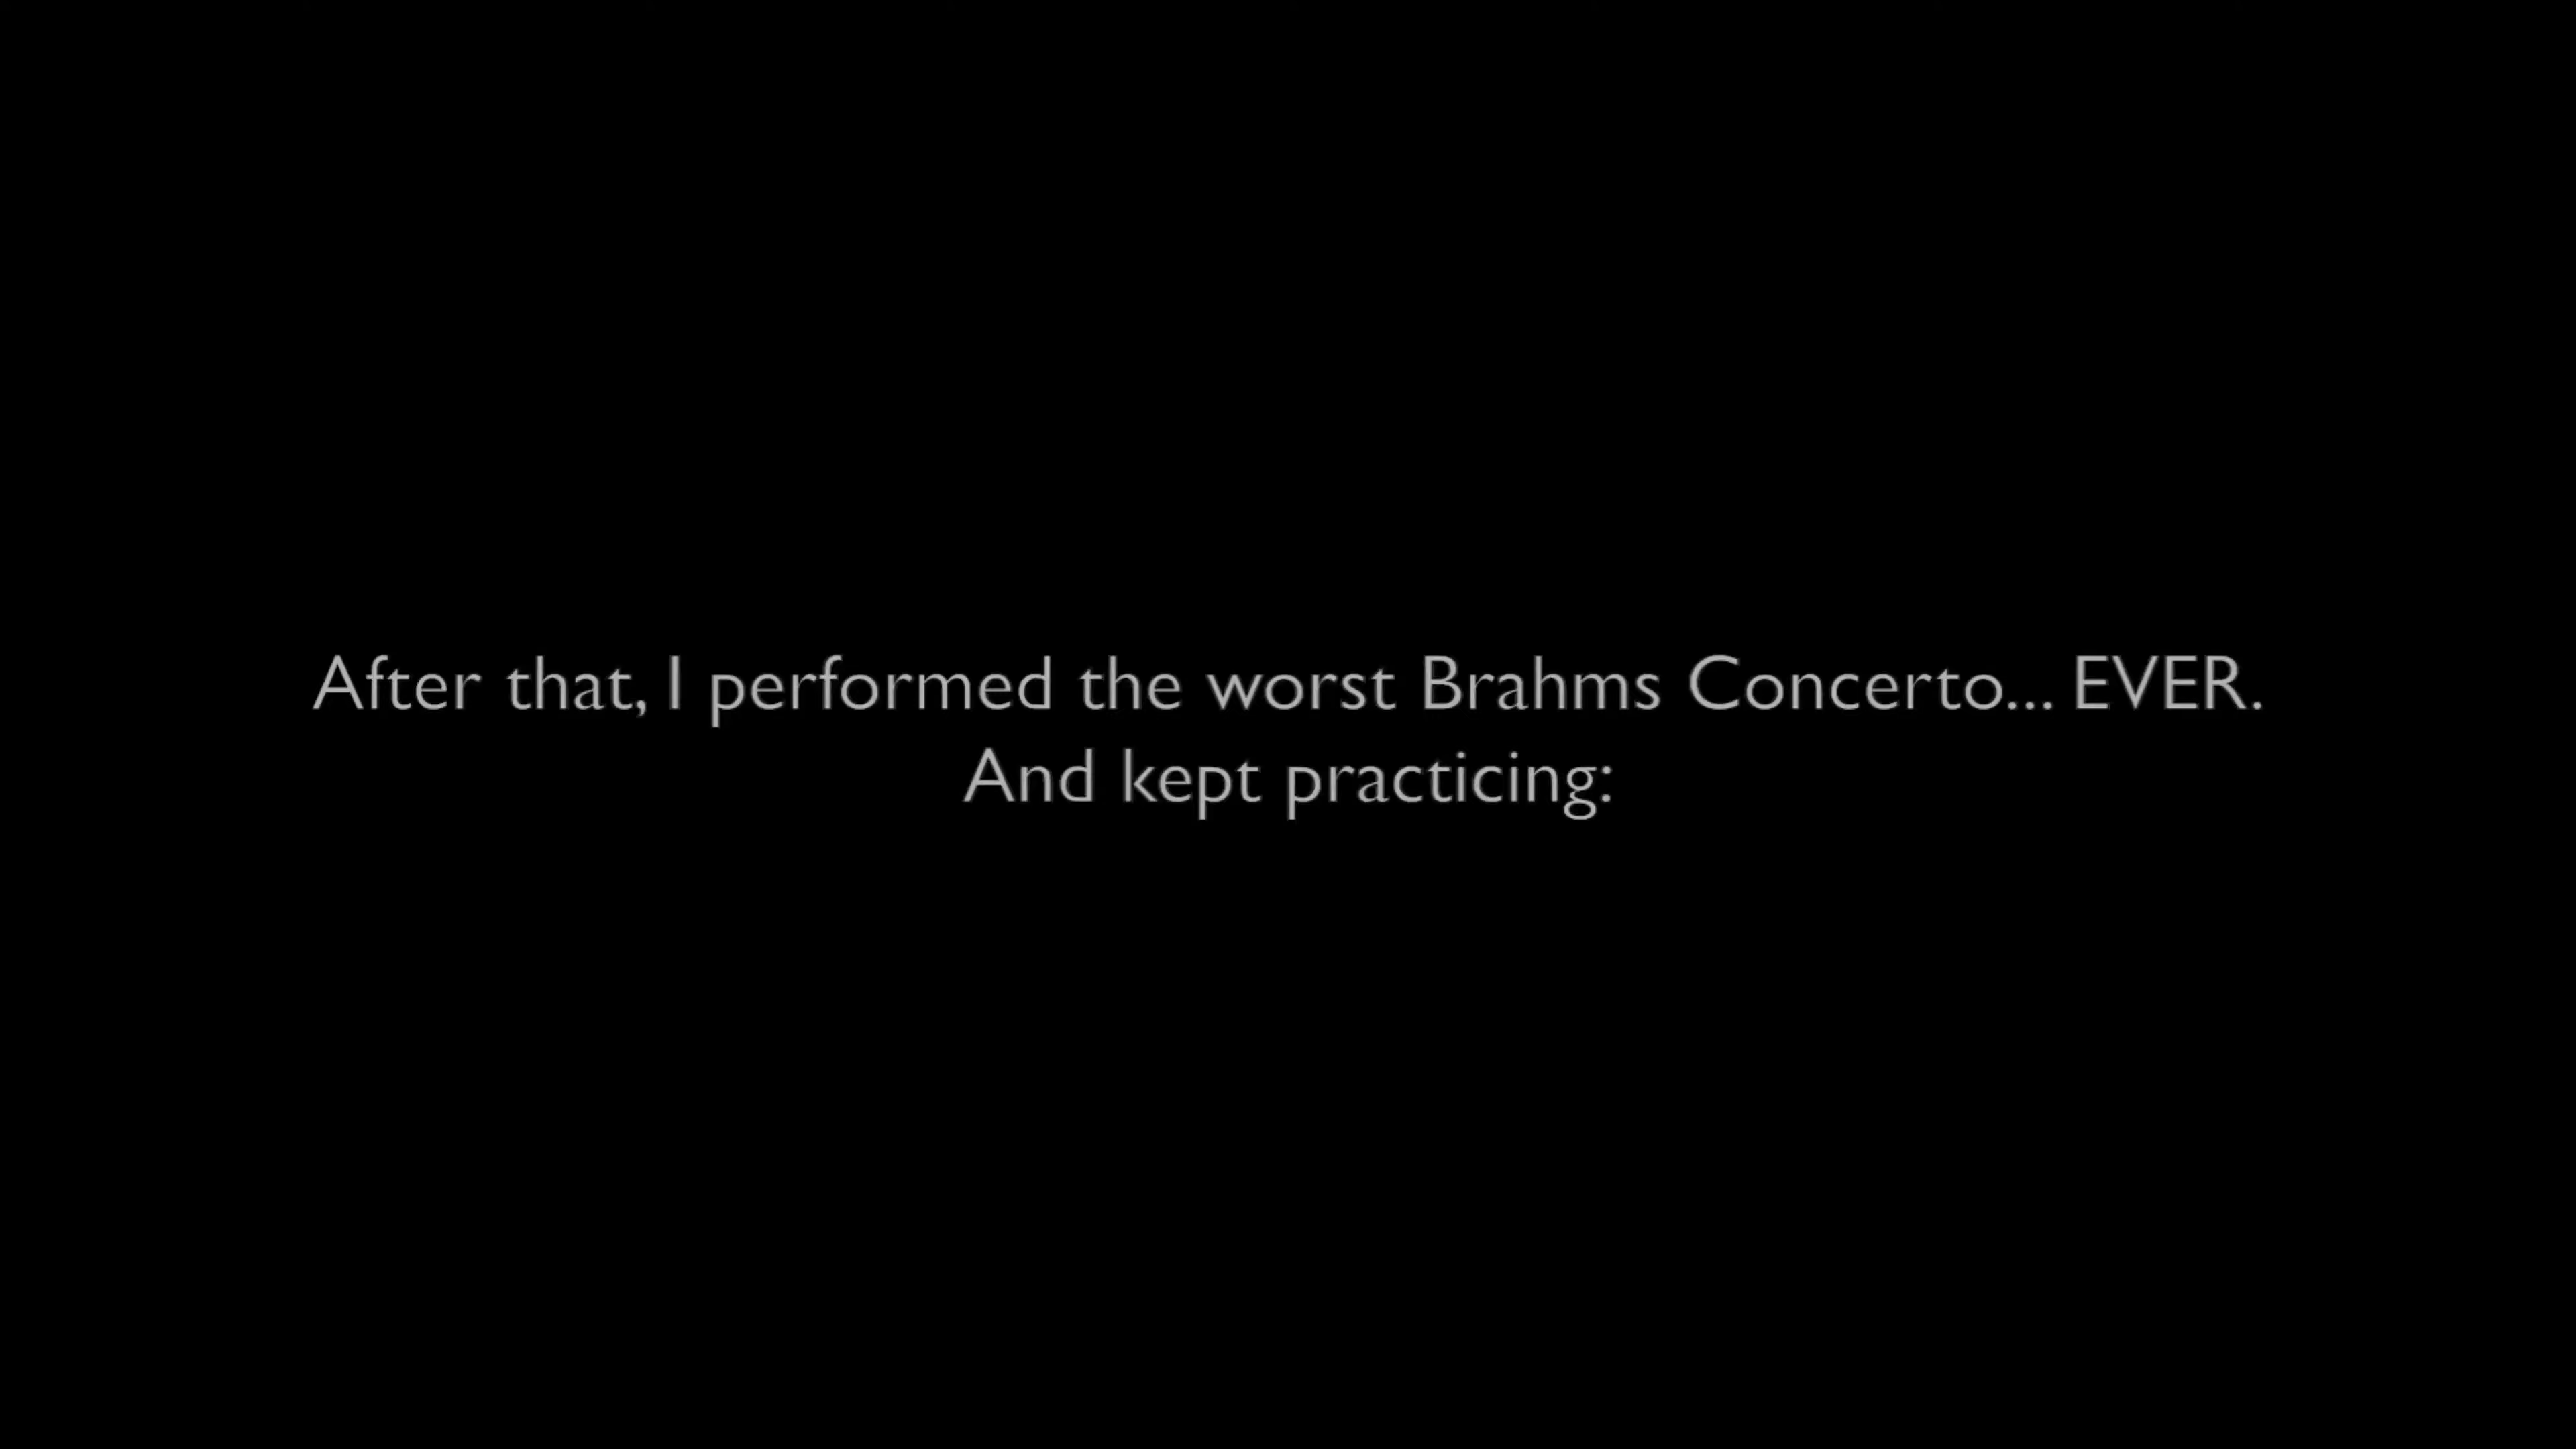 After that, I performed the worst Brahms Concerto... EVER.
And kept practicing: